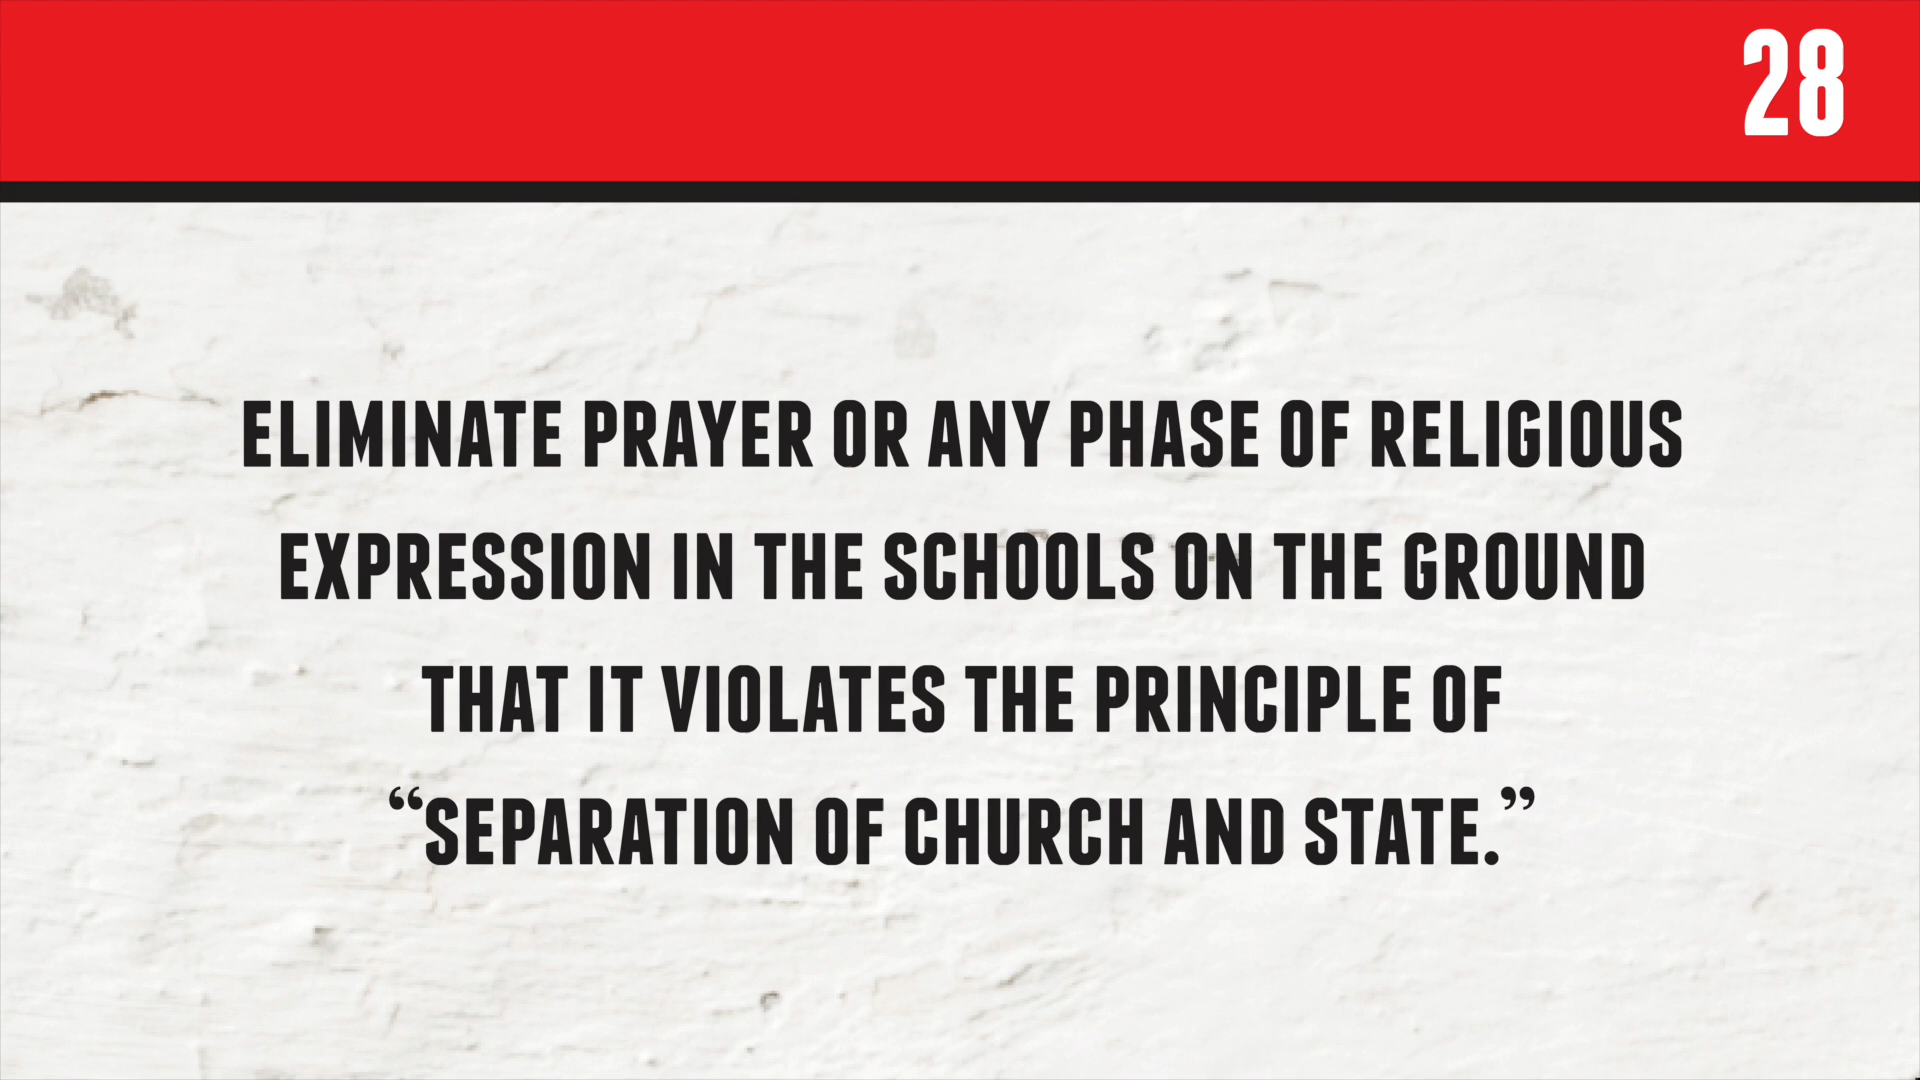 28
ELIMINATE PRAYER OR ANY PHASE OF RELIGIOUS
EXPRESSION IN THE SCHOOLS ON THE GROUND
THAT IT VIOLATES THE PRINCIPLE OF
“SEPARATION OF CHURCH AND STATE.”